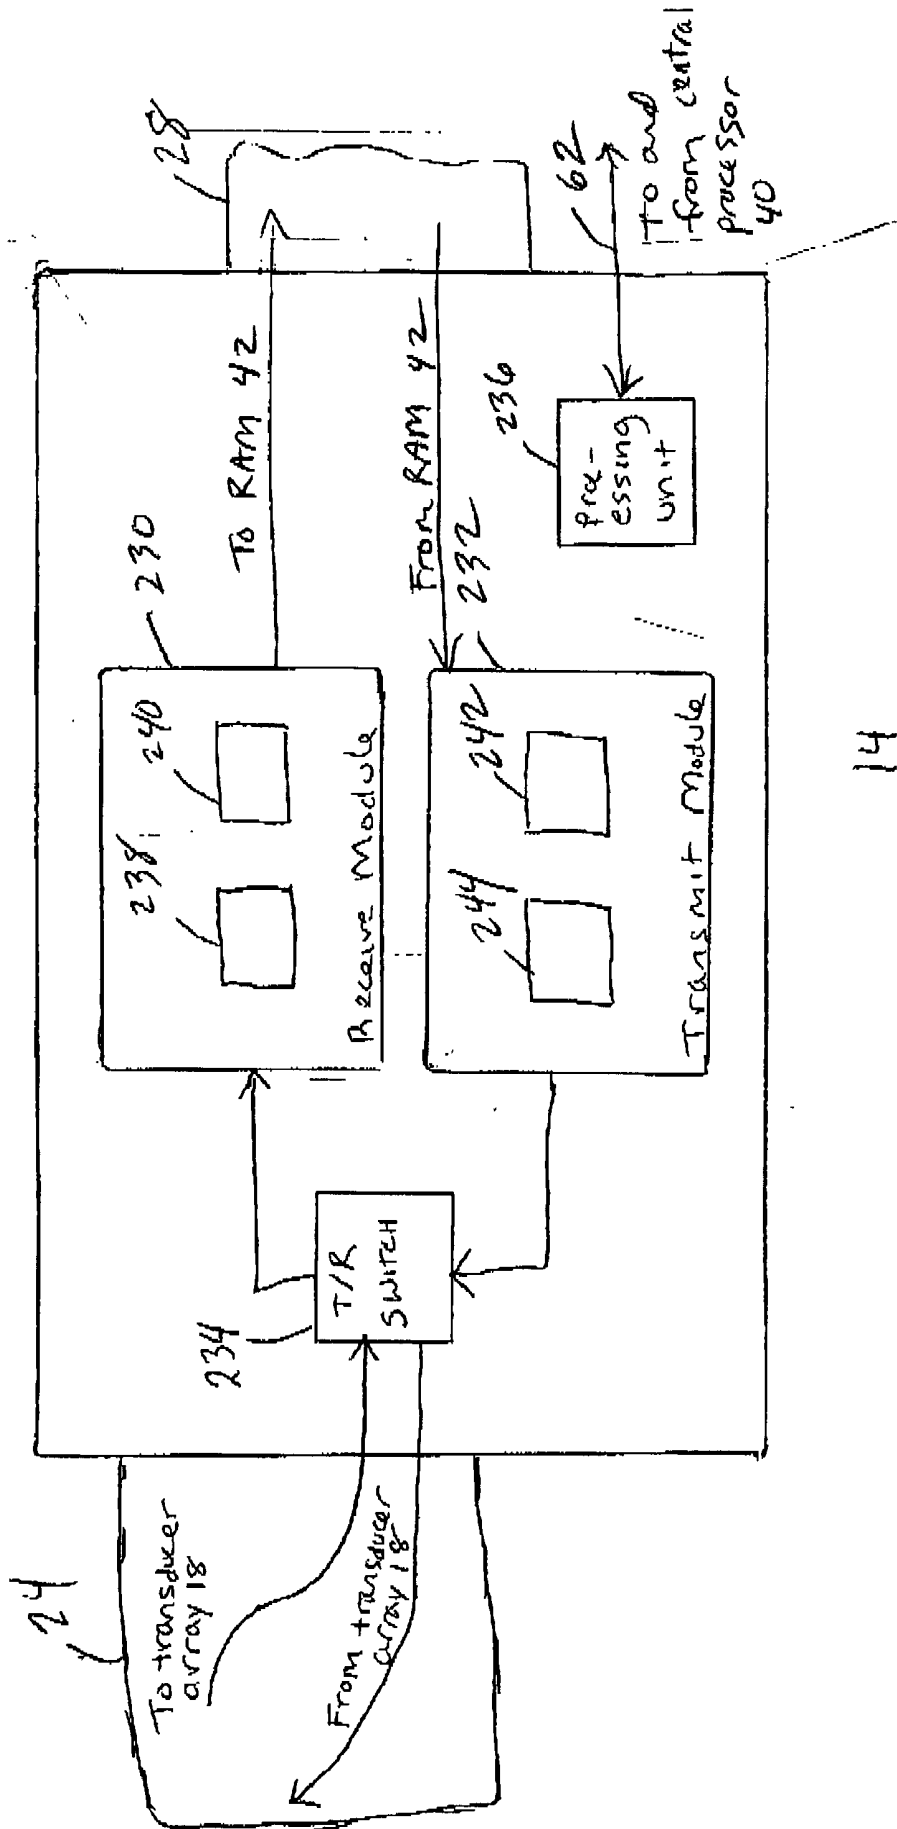 24
To transducer
array 18
From transducer
array 18
234
T/R
SWITCH
230
238
240
Receive Module
To RAM 42
From RAM 42
232
244
242
Transmit Module
236
proc-
essing
unit
28
62
to and
from central
processor
40
14